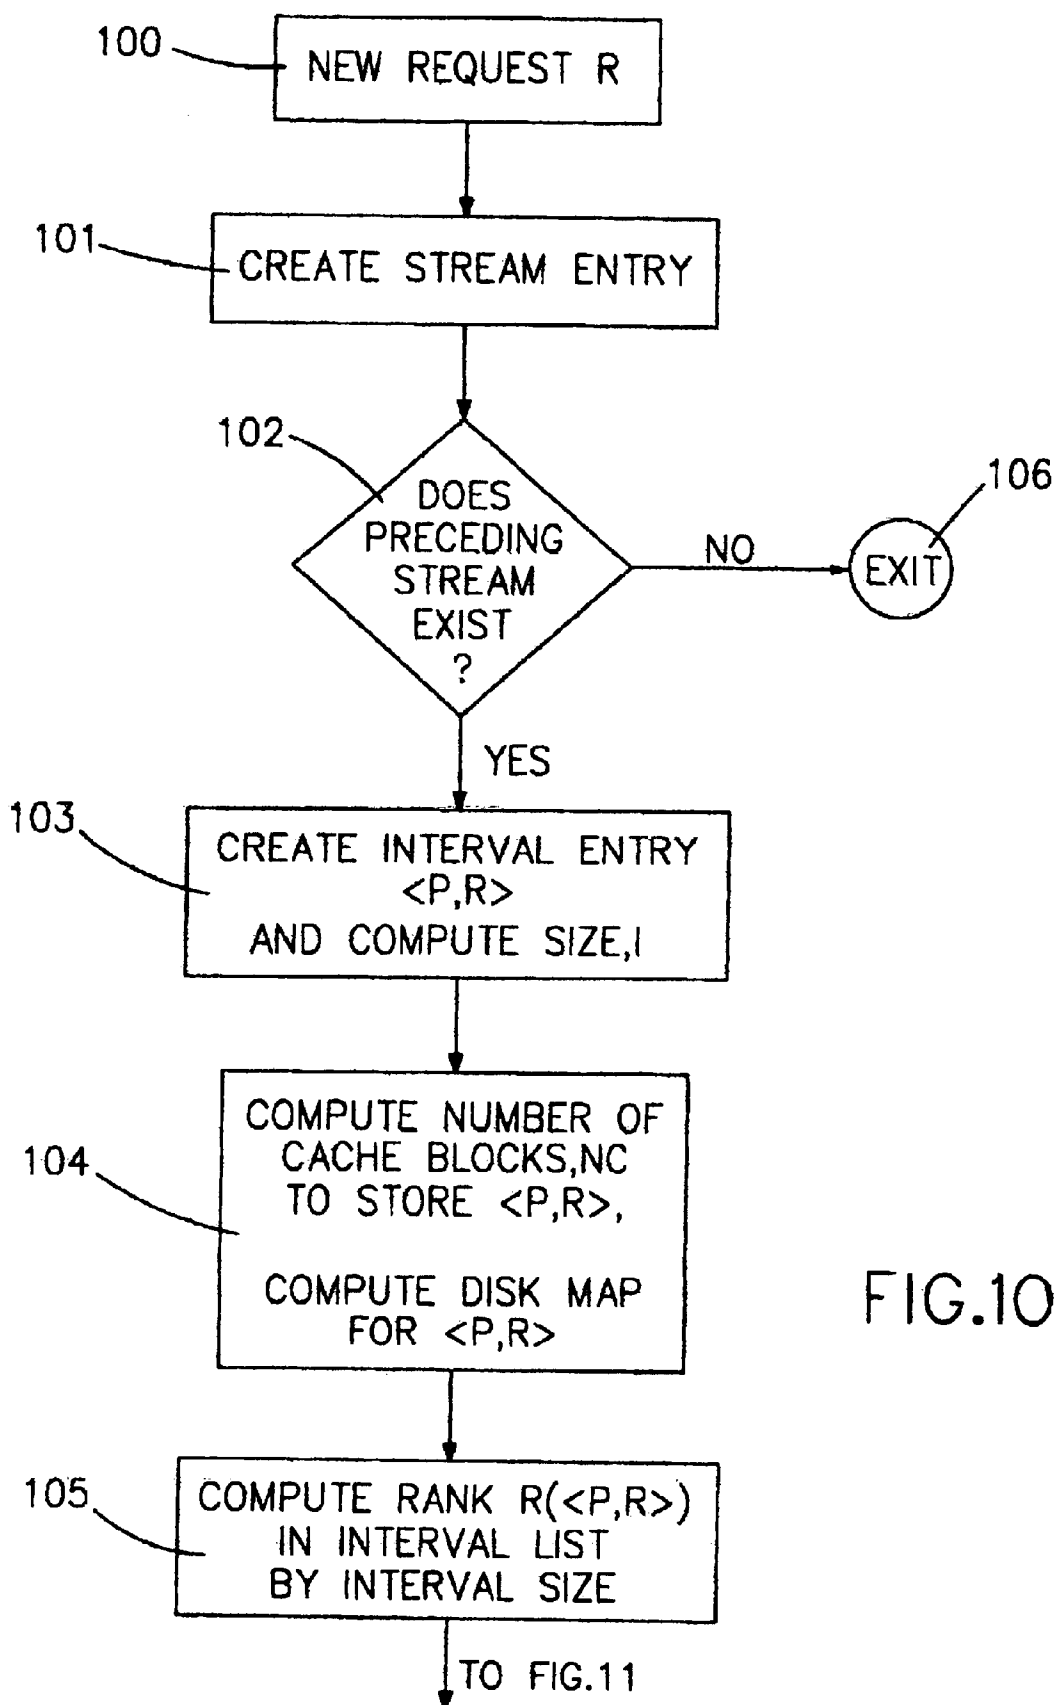 100
NEW REQUEST R
101
CREATE STREAM ENTRY
102
DOES
PRECEDING
STREAM
EXIST
?
NO
106
EXIT
YES
103
CREATE INTERVAL ENTRY
<P,R>
AND COMPUTE SIZE,I
104
COMPUTE NUMBER OF
CACHE BLOCKS,NC
TO STORE <P,R>,
COMPUTE DISK MAP
FOR <P,R>
FIG.10
105
COMPUTE RANK R(<P,R>)
IN INTERVAL LIST
BY INTERVAL SIZE
TO FIG.11